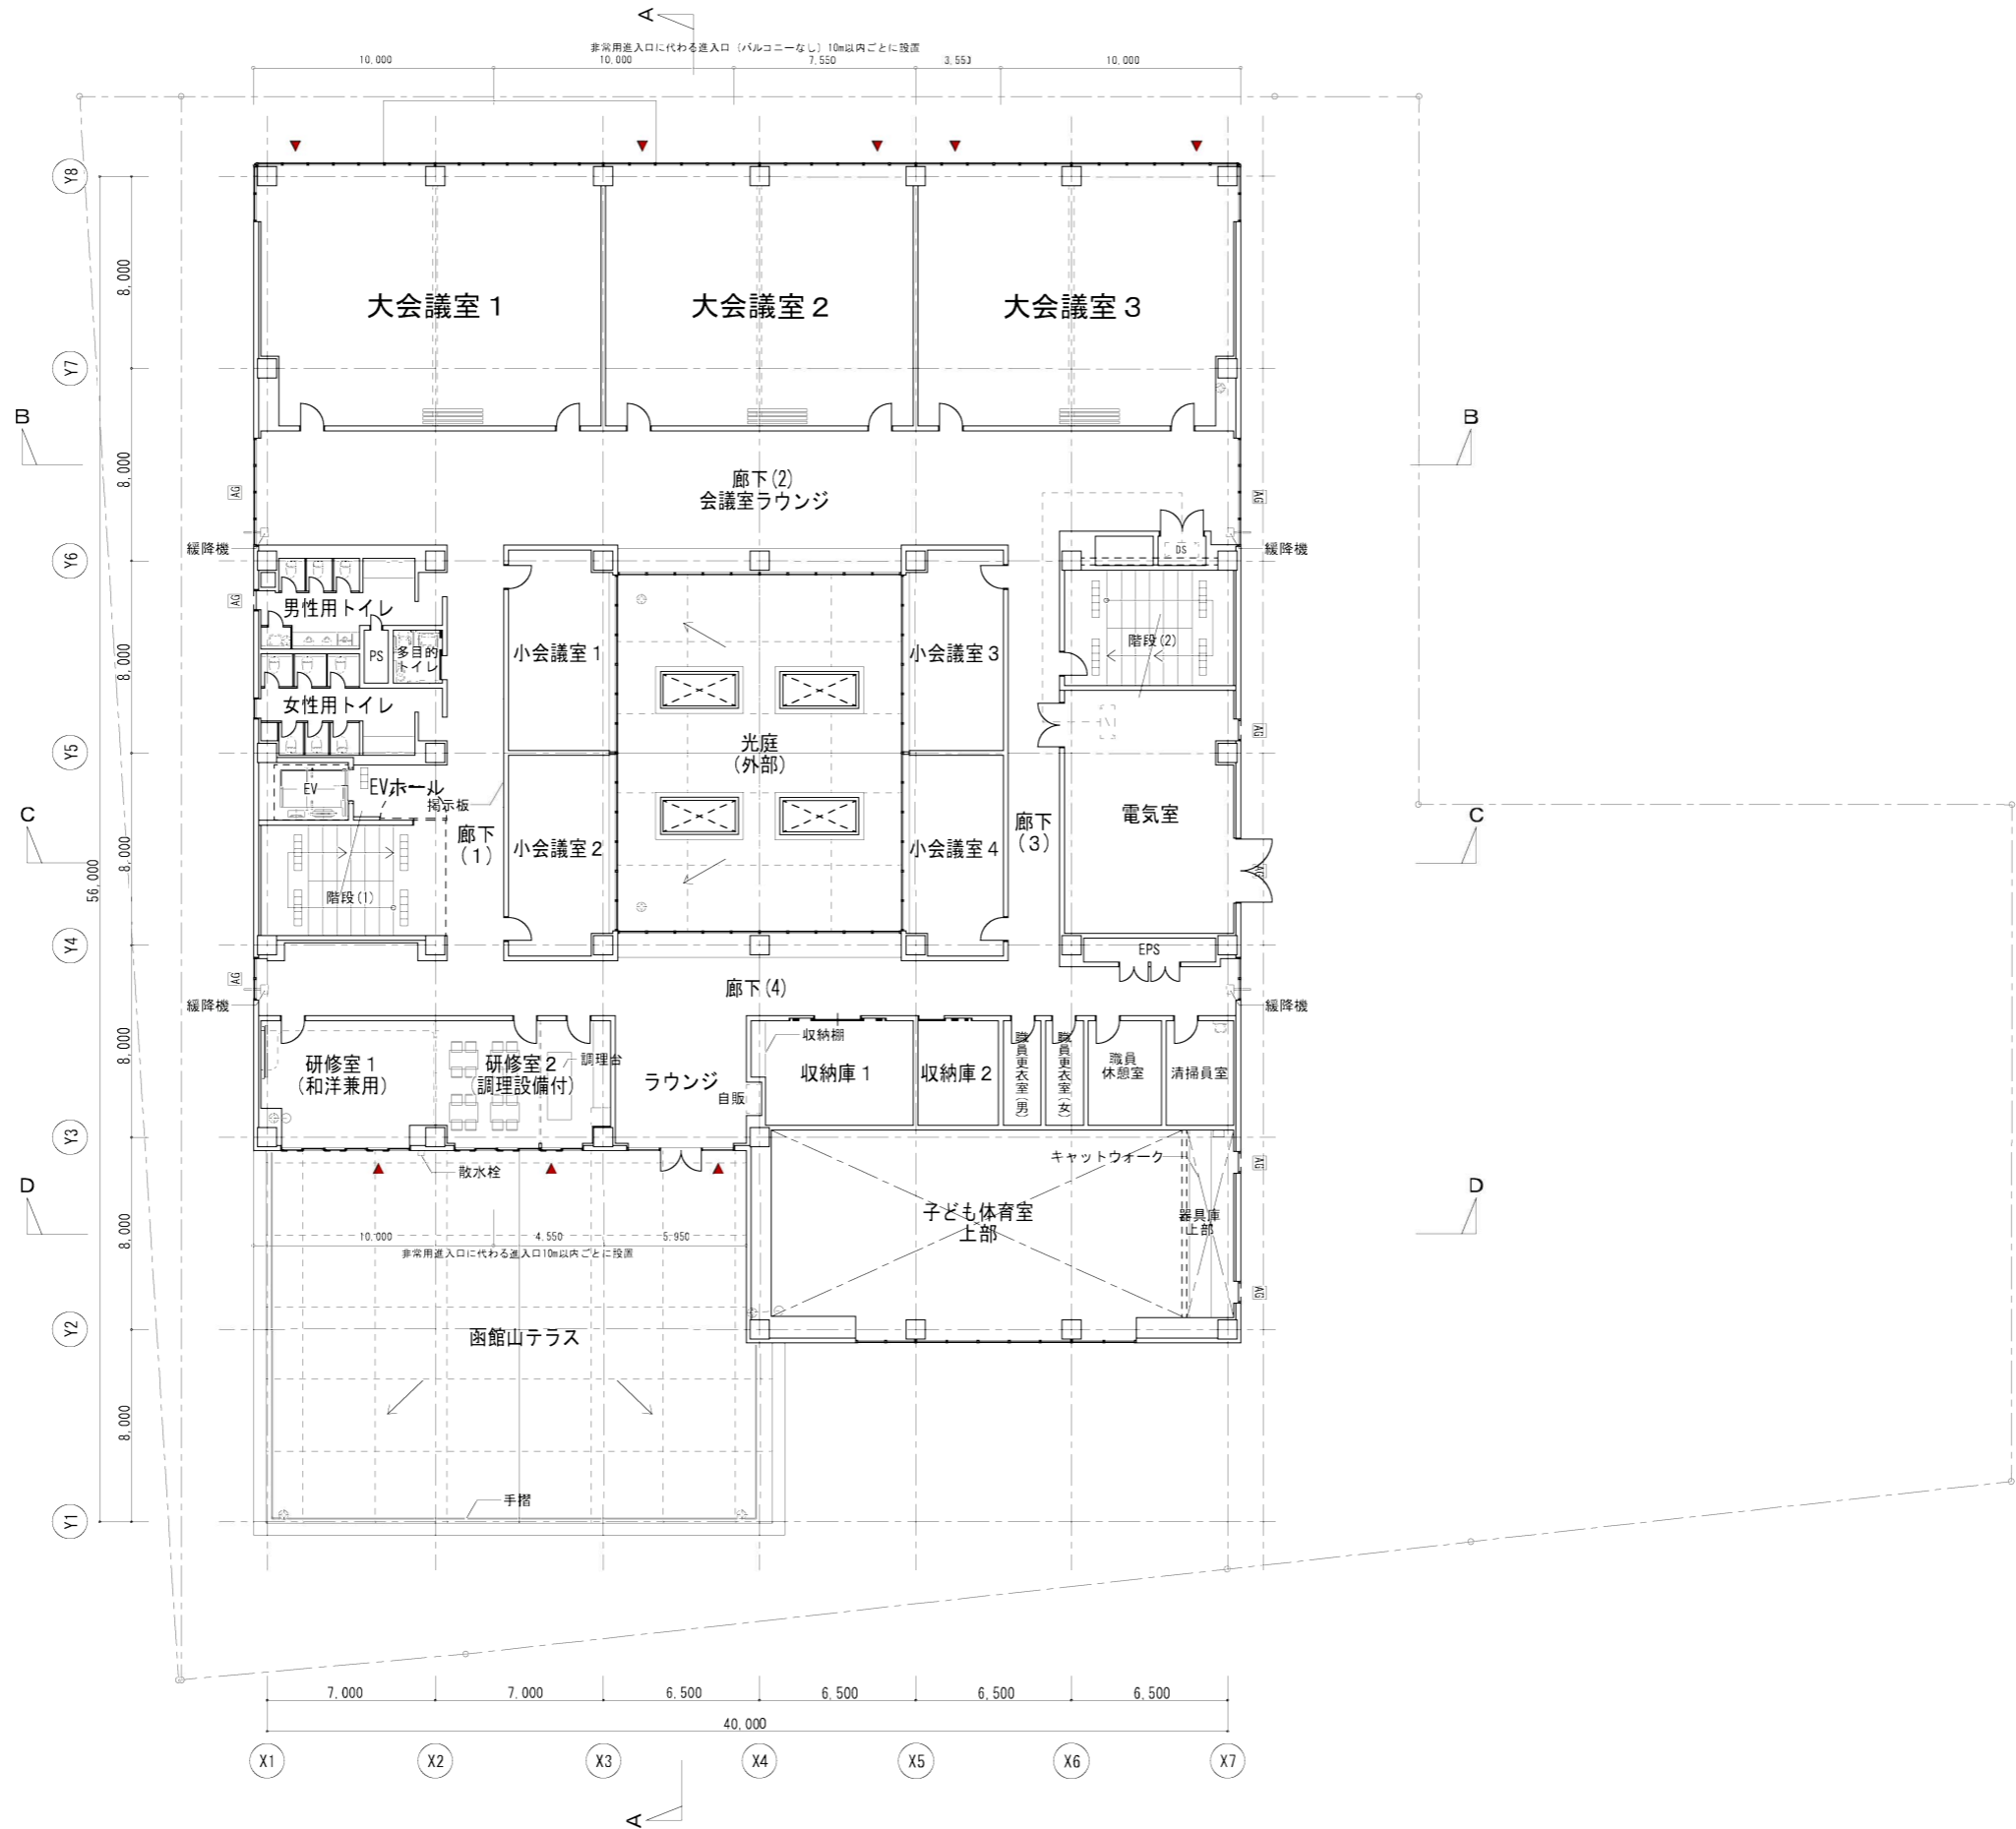 A
非常用進入口に代わる進入口(バルコニーなし)10m以内ごとに設置
10,000
10,000
7,550
3,550
10,000
Y8
8,000
大会議室1
大会議室2
大会議室3
Y7
B
B
8,000
廊下(2)
会議室ラウンジ
AG
AG
緩降機
緩降機
Y6
DS
AG
男性用トイレ
8,000
PS
多目的
トイレ
小会議室1
小会議室3
階段(2)
女性用トイレ
AG
Y5
光庭
(外部)
EV
EVホール
掲示板
C
C
56,000
8,000
廊下
(1)
小会議室2
小会議室4
廊下
(3)
電気室
AG
階段(1)
Y4
EPS
AG
廊下(4)
緩降機
緩降機
8,000
収納棚
研修室1
(和洋兼用)
研修室2
(調理設備付)
調理台
ラウンジ
自販
収納庫1
収納庫2
職員更衣室(男)
職員更衣室(女)
職員
休憩室
清掃員室
Y3
散水栓
キャットウォーク
AG
D
D
8,000
子ども体育室
上部
器具庫
上部
10,000
4,550
5,950
非常用進入口に代わる進入口10m以内ごとに設置
AG
Y2
函館山テラス
8,000
手摺
Y1
7,000
7,000
6,500
6,500
6,500
6,500
40,000
X1
X2
X3
X4
X5
X6
X7
A